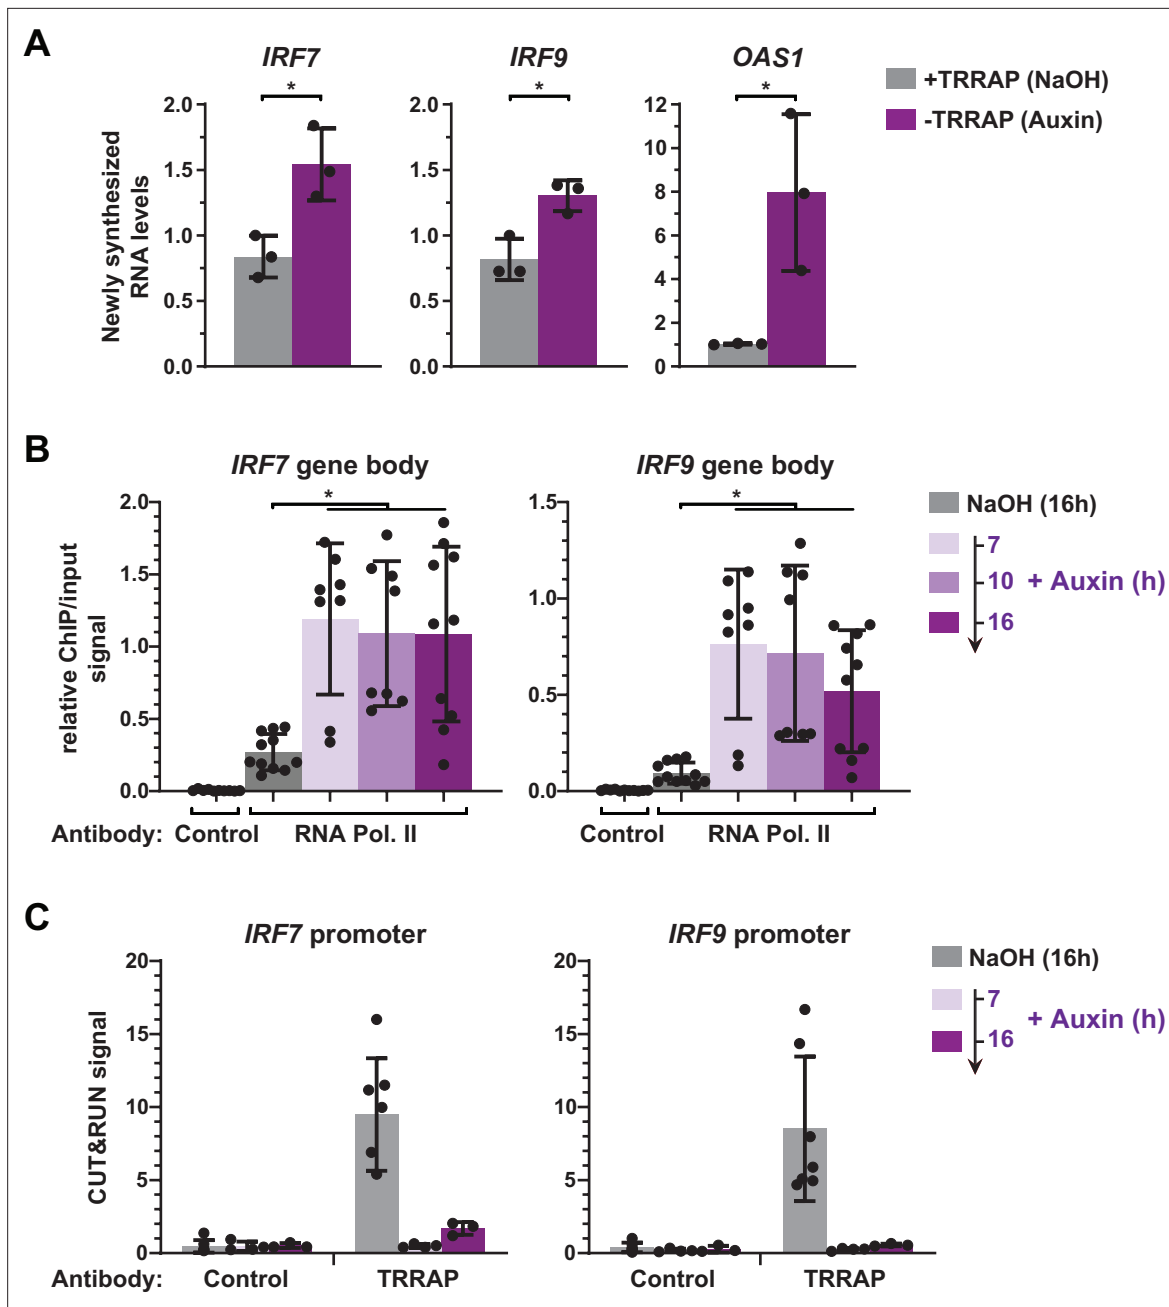 A
IRF7
IRF9
OAS1
+TRRAP (NaOH)
-TRRAP (Auxin)
*
*
*
Newly synthesized
RNA levels
2.0
1.5
1.0
0.5
0.0
2.0
1.5
1.0
0.5
0.0
12
10
8
6
4
2
0
B
IRF7 gene body
IRF9 gene body
NaOH (16h)
7
10
16
+ Auxin (h)
*
*
relative ChIP/input
signal
2.0
1.5
1.0
0.5
0.0
1.5
1.0
0.5
0.0
Antibody: Control RNA Pol. II
Control RNA Pol. II
C
IRF7 promoter
IRF9 promoter
NaOH (16h)
7
16
+ Auxin (h)
CUT&RUN signal
20
15
10
5
0
20
15
10
5
0
Antibody: Control TRRAP
Control TRRAP